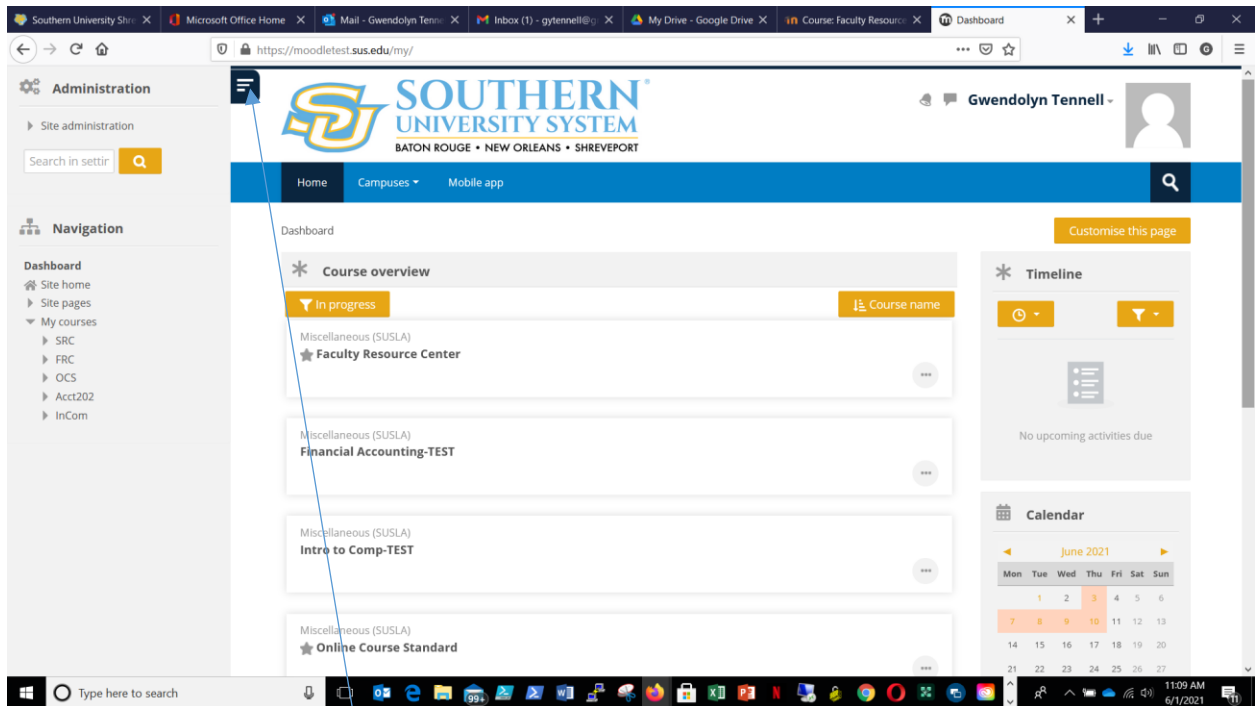 Southern University Shre
Microsoft Office Home
Mail - Gwendolyn Tenne
Inbox (1) - gytennell@g
My Drive - Google Drive
Course: Faculty Resource
Dashboard
https://moodletest.sus.edu/my/
Administration
Site administration
Search in settir
Navigation
Dashboard
Site home
Site pages
My courses
SRC
FRC
OCS
Acct202
InCom
SU
SOUTHERN®
UNIVERSITY SYSTEM
BATON ROUGE • NEW ORLEANS • SHREVEPORT
Gwendolyn Tennell
Home Campuses Mobile app
Dashboard
Customise this page
Course overview
In progress
Course name
Miscellaneous (SUSLA)
Faculty Resource Center
Miscellaneous (SUSLA)
Financial Accounting-TEST
Miscellaneous (SUSLA)
Intro to Comp-TEST
Miscellaneous (SUSLA)
Online Course Standard
Timeline
No upcoming activities due
Calendar
June 2021
Mon Tue Wed Thu Fri Sat Sun
1 2 3 4 5 6
7 8 9 10 11 12 13
14 15 16 17 18 19 20
21 22 23 24 25 26 27
Type here to search
99+
11:09 AM
6/1/2021
11